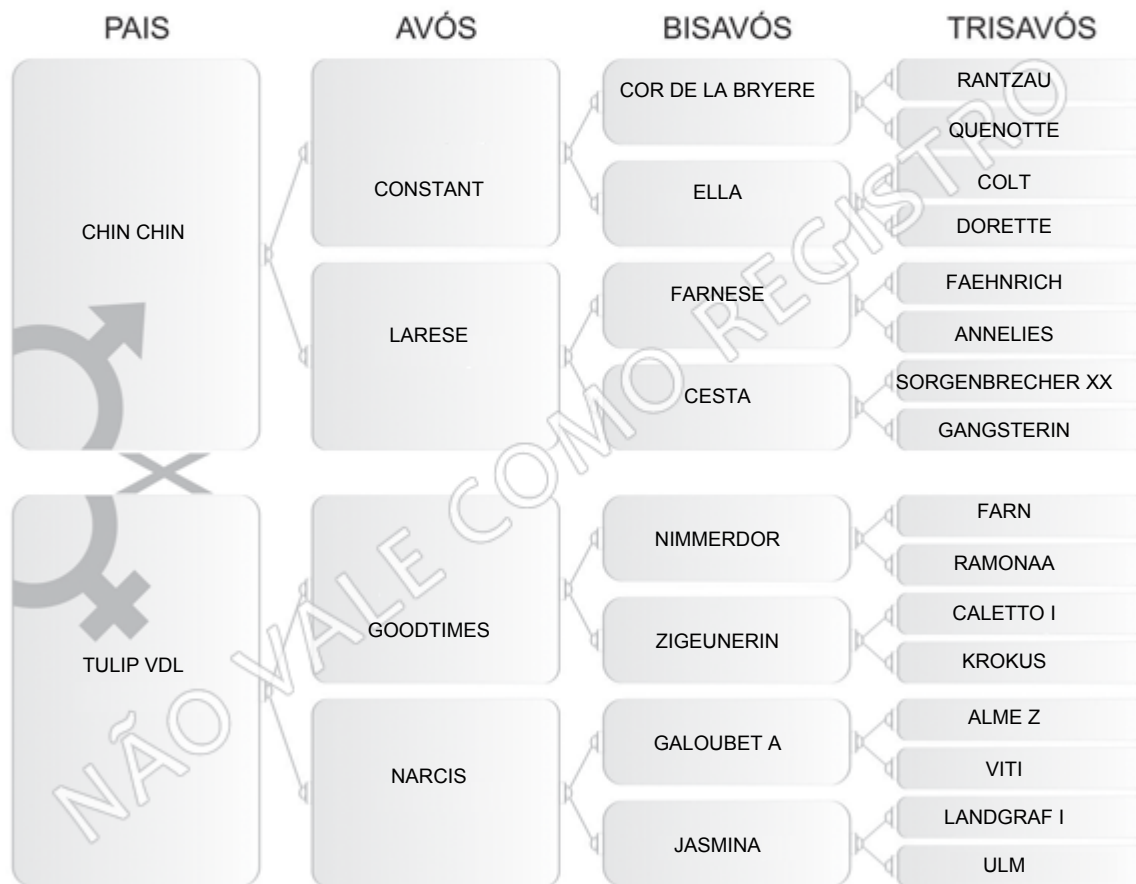 PAIS AVÓS BISAVÓS TRISAVÓS
CHIN CHIN
CONSTANT
LARESE
COR DE LA BRYERE
ELLA
FARNESE
CESTA
RANTZAU
QUENOTTE
COLT
DORETTE
FAEHNRICH
ANNELIES
SORGENBRECHER XX
GANGSTERIN
TULIP VDL
GOODTIMES
NARCIS
NIMMERDOR
ZIGEUNERIN
GALOUBET A
JASMINA
FARN
RAMONAA
CALETTO I
KROKUS
ALME Z
VITI
LANDGRAF I
ULM
NÃO VALE COMO REGISTRO